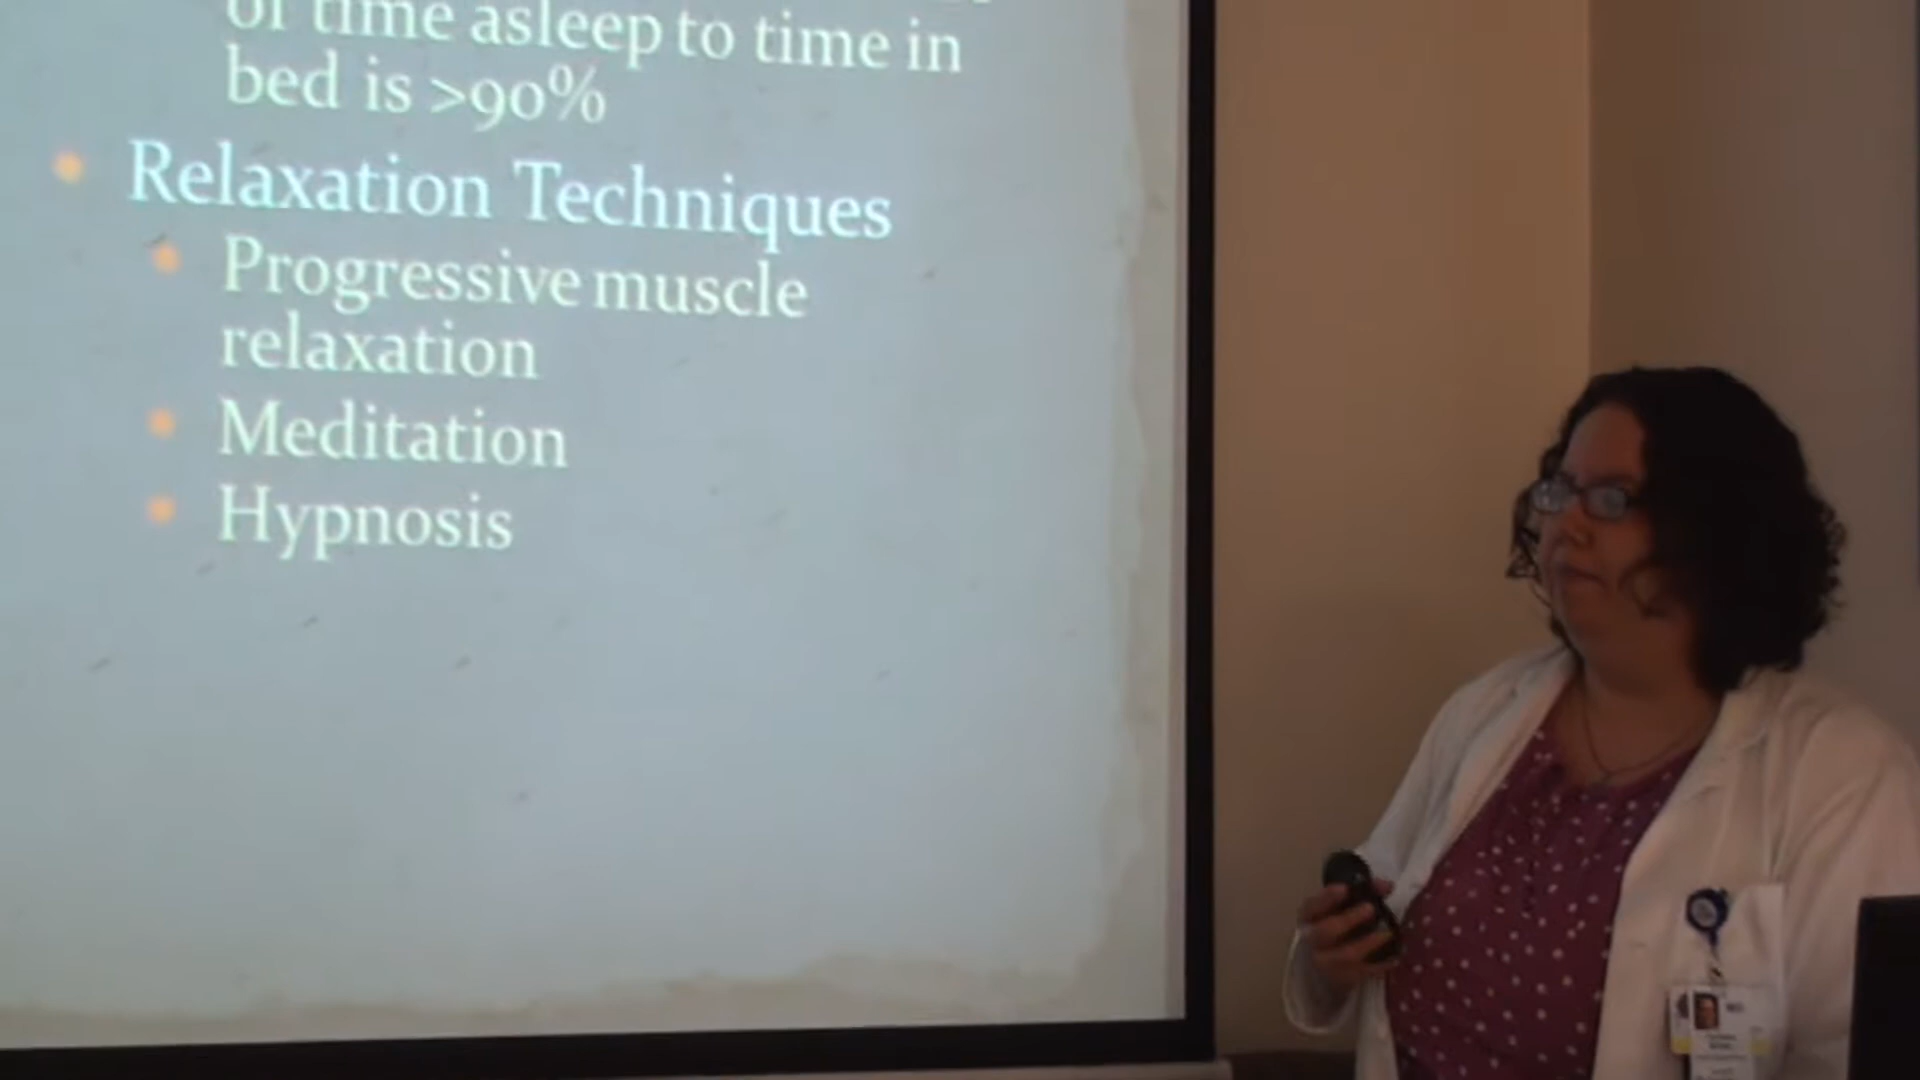 of time asleep to time in
bed is >90%
Relaxation Techniques
Progressive muscle
relaxation
Meditation
Hypnosis